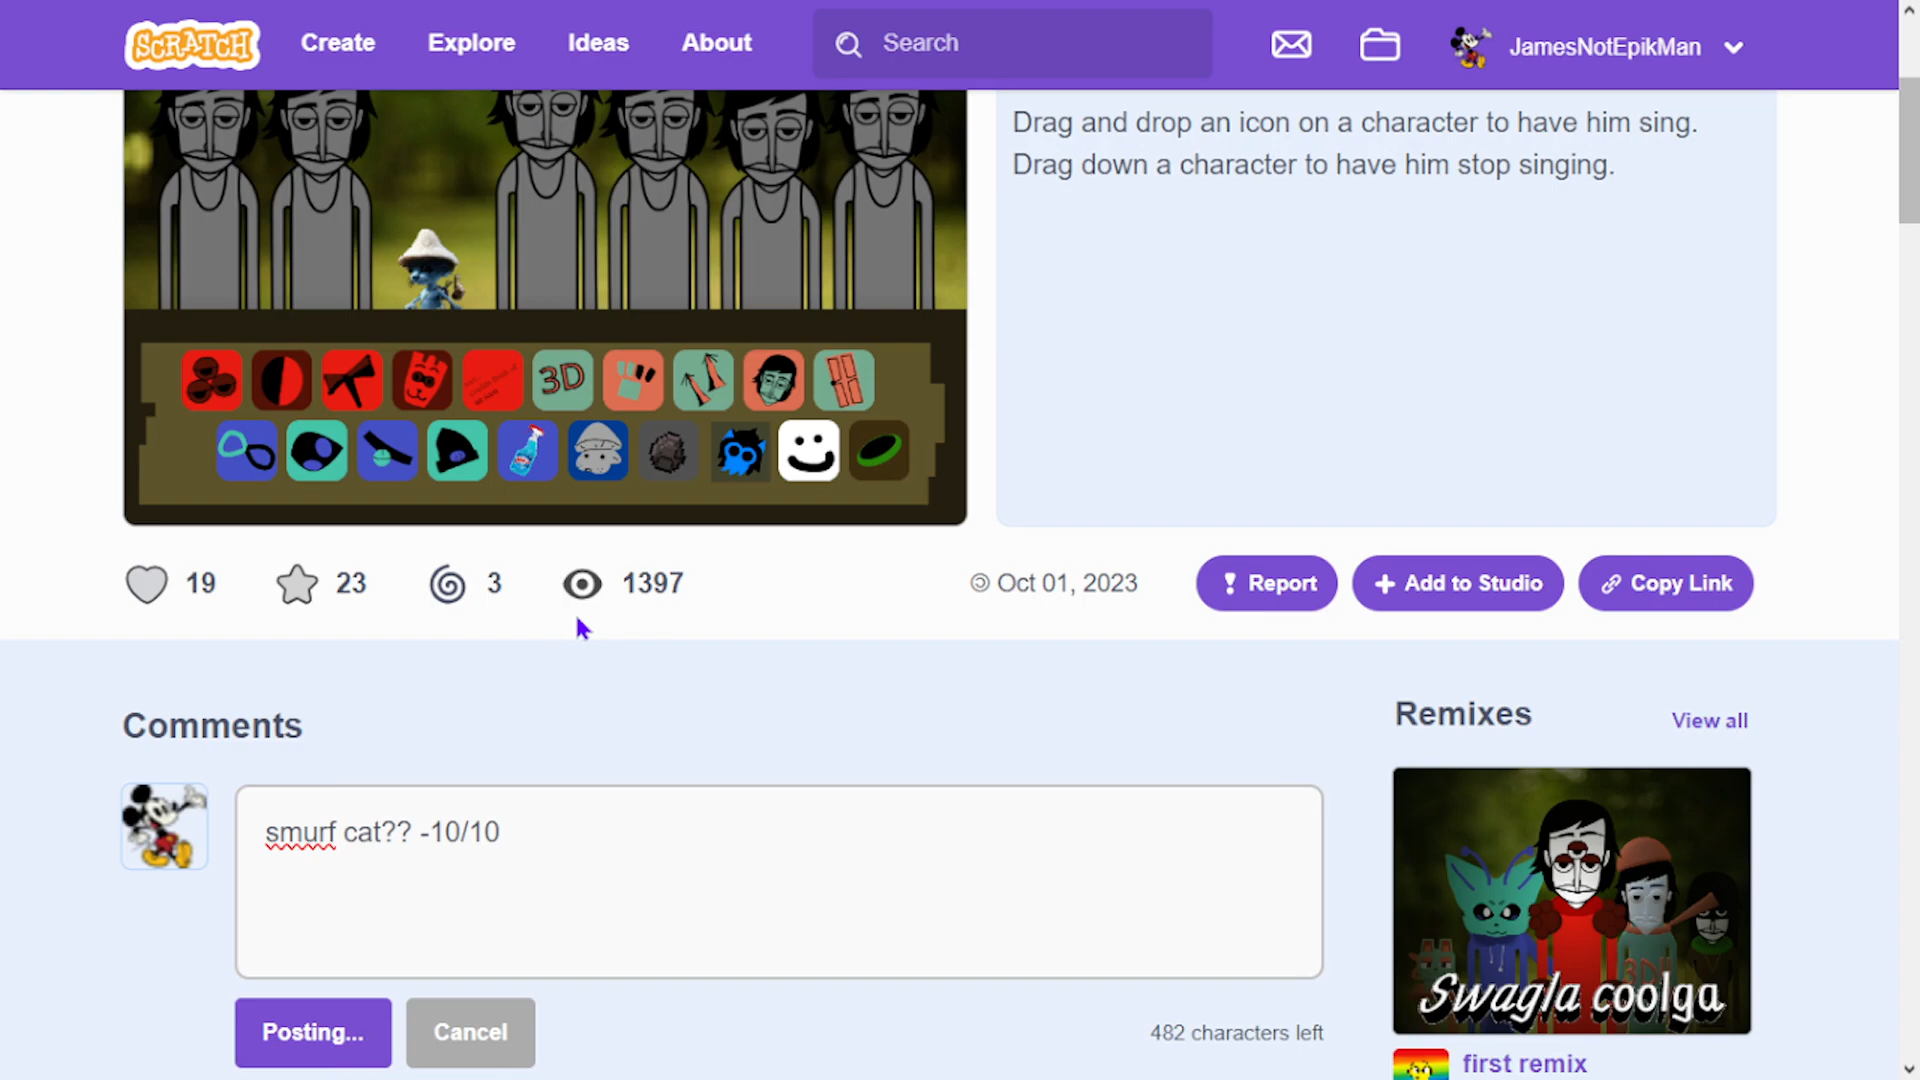 SCRATCH Create Explore Ideas About Search JamesNotEpikMan
Drag and drop an icon on a character to have him sing.
Drag down a character to have him stop singing.
3D
19 23 3 1397 Oct 01, 2023 Report Add to Studio Copy Link
Comments
Remixes View all
smurf cat?? -10/10
3D
Swagla coolga
Posting... Cancel 482 characters left
first remix